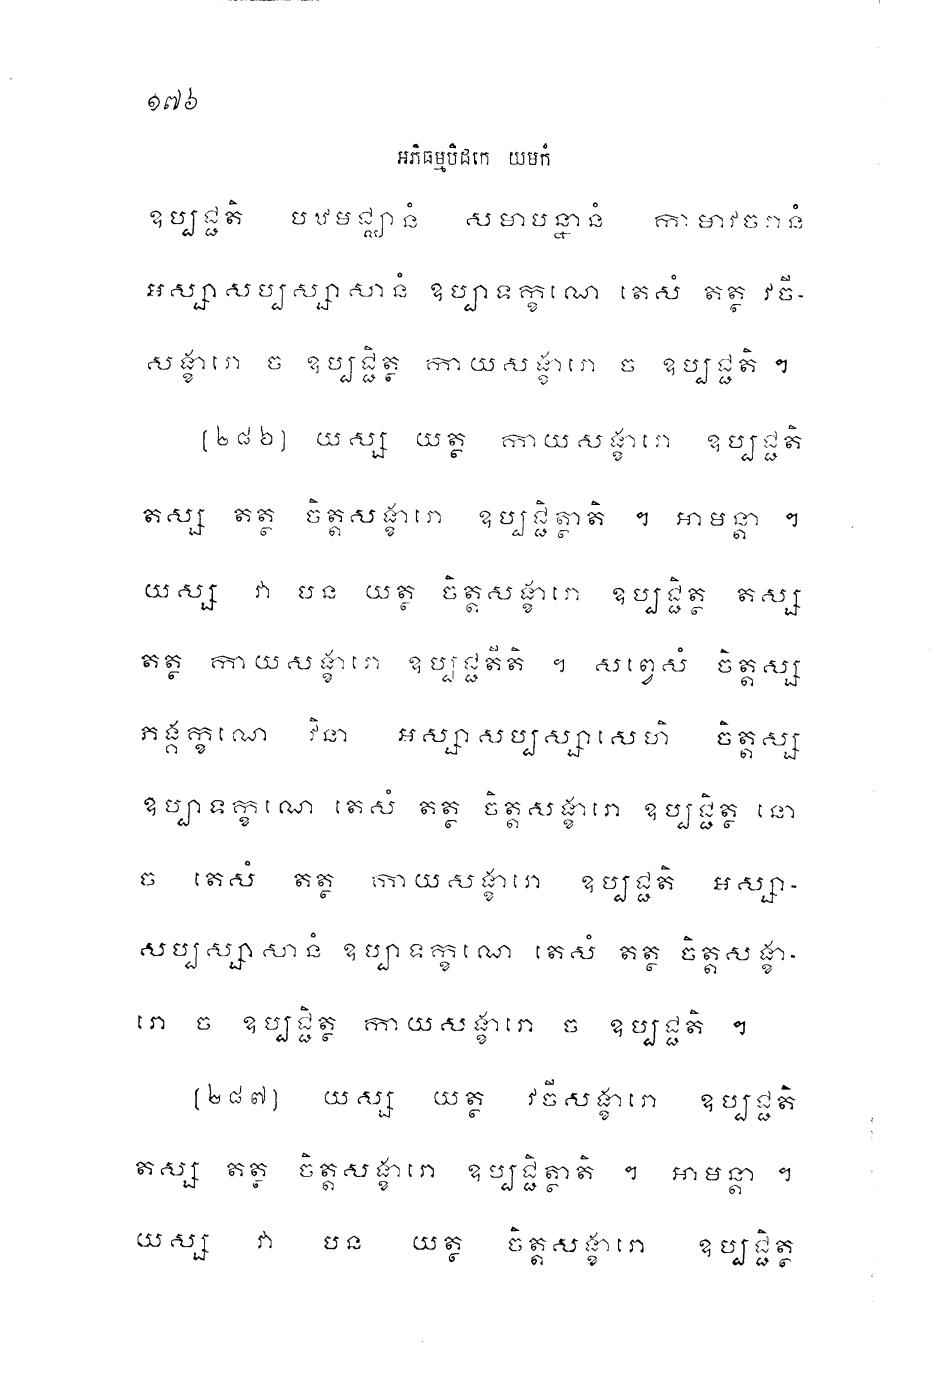 ១៧៦
អភិធម្មបិដកេ យមកំ
ឧប្បជ្ជតិ បឋមជ្ឈានំ សមាបន្នានំ កាមាវចរានំ
អស្សាសប្បស្សាសានំ ឧប្បាទក្ខណេ តេសំ តត្ថ វចី-
សង្ខារោ ច ឧប្បជ្ជិត្ថ កាយសង្ខារោ ច ឧប្បជ្ជតិ ។
(២៨៦) យស្ស យត្ថ កាយសង្ខារោ ឧប្បជ្ជតិ
តស្ស តត្ថ ចិត្តសង្ខារោ ឧប្បជ្ជិត្ថាតិ ។ អាមន្តា ។
យស្ស វា បន យត្ថ ចិត្តសង្ខារោ ឧប្បជ្ជិត្ថ តស្ស
តត្ថ កាយសង្ខារោ ឧប្បជ្ជតីតិ ។ សព្វេសំ ចិត្តស្ស
ភង្គក្ខណេ វិនា អស្សាសប្បស្សាសេហិ ចិត្តស្ស
ឧប្បាទក្ខណេ តេសំ តត្ថ ចិត្តសង្ខារោ ឧប្បជ្ជិត្ថ នោ
ច តេសំ តត្ថ កាយសង្ខារោ ឧប្បជ្ជតិ អស្សា-
សប្បស្សាសានំ ឧប្បាទក្ខណេ តេសំ តត្ថ ចិត្តសង្ខា-
រោ ច ឧប្បជ្ជិត្ថ កាយសង្ខារោ ច ឧប្បជ្ជតិ ។
(២៨៧) យស្ស យត្ថ វចីសង្ខារោ ឧប្បជ្ជតិ
តស្ស តត្ថ ចិត្តសង្ខារោ ឧប្បជ្ជិត្ថាតិ ។ អាមន្តា ។
យស្ស វា បន យត្ថ ចិត្តសង្ខារោ ឧប្បជ្ជិត្ថ